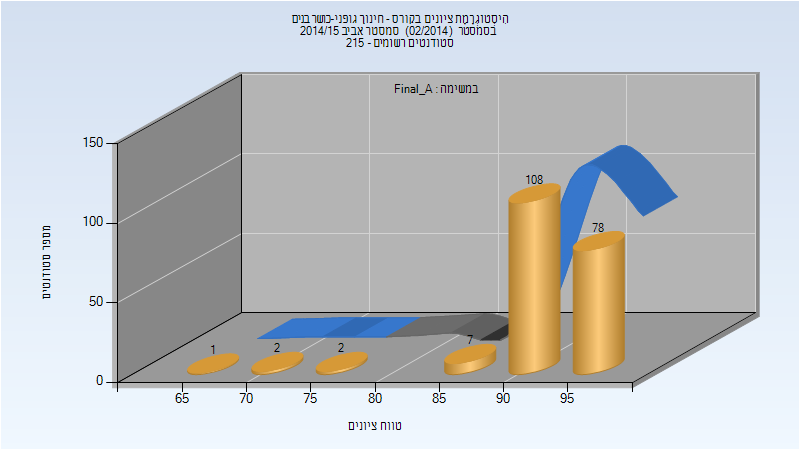 היסטוגרמת ציונים בקורס - חינוך גופני-כושר בנים
בסמסטר (02/2014) סמסטר אביב 2014/15
סטודנטים רשומים - 215
במשימה : Final_A
150
100
50
0
מספר סטודנטים
1
2
2
7
108
78
65
70
75
80
85
90
95
טווח ציונים